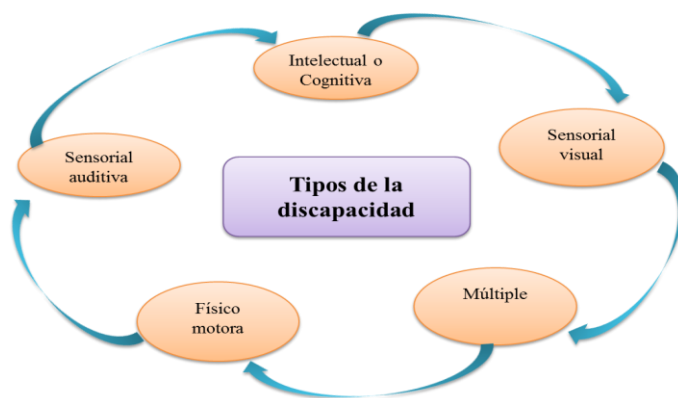 Intelectual o
Cognitiva
Sensorial
visual
Sensorial
auditiva
Tipos de la
discapacidad
Múltiple
Físico
motora